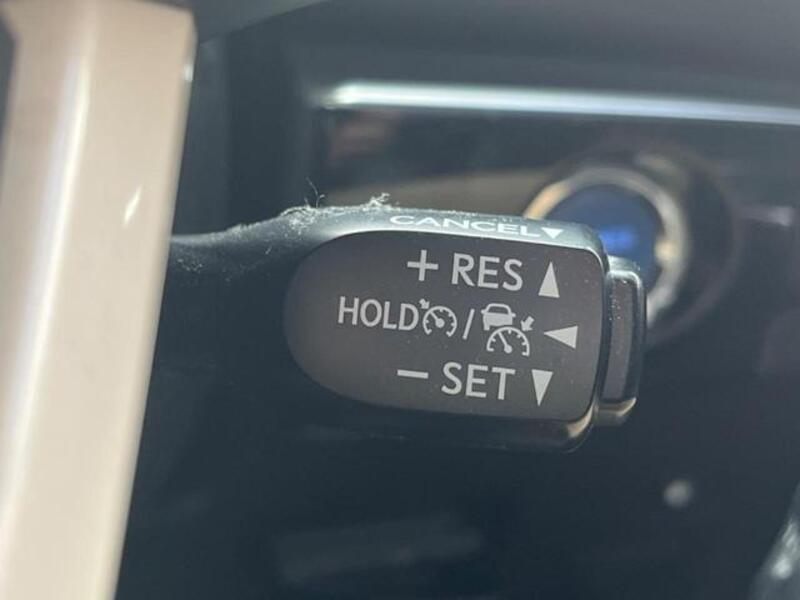 CANCEL▼
+ RES ▲
HOLD / ◀
− SET ▼